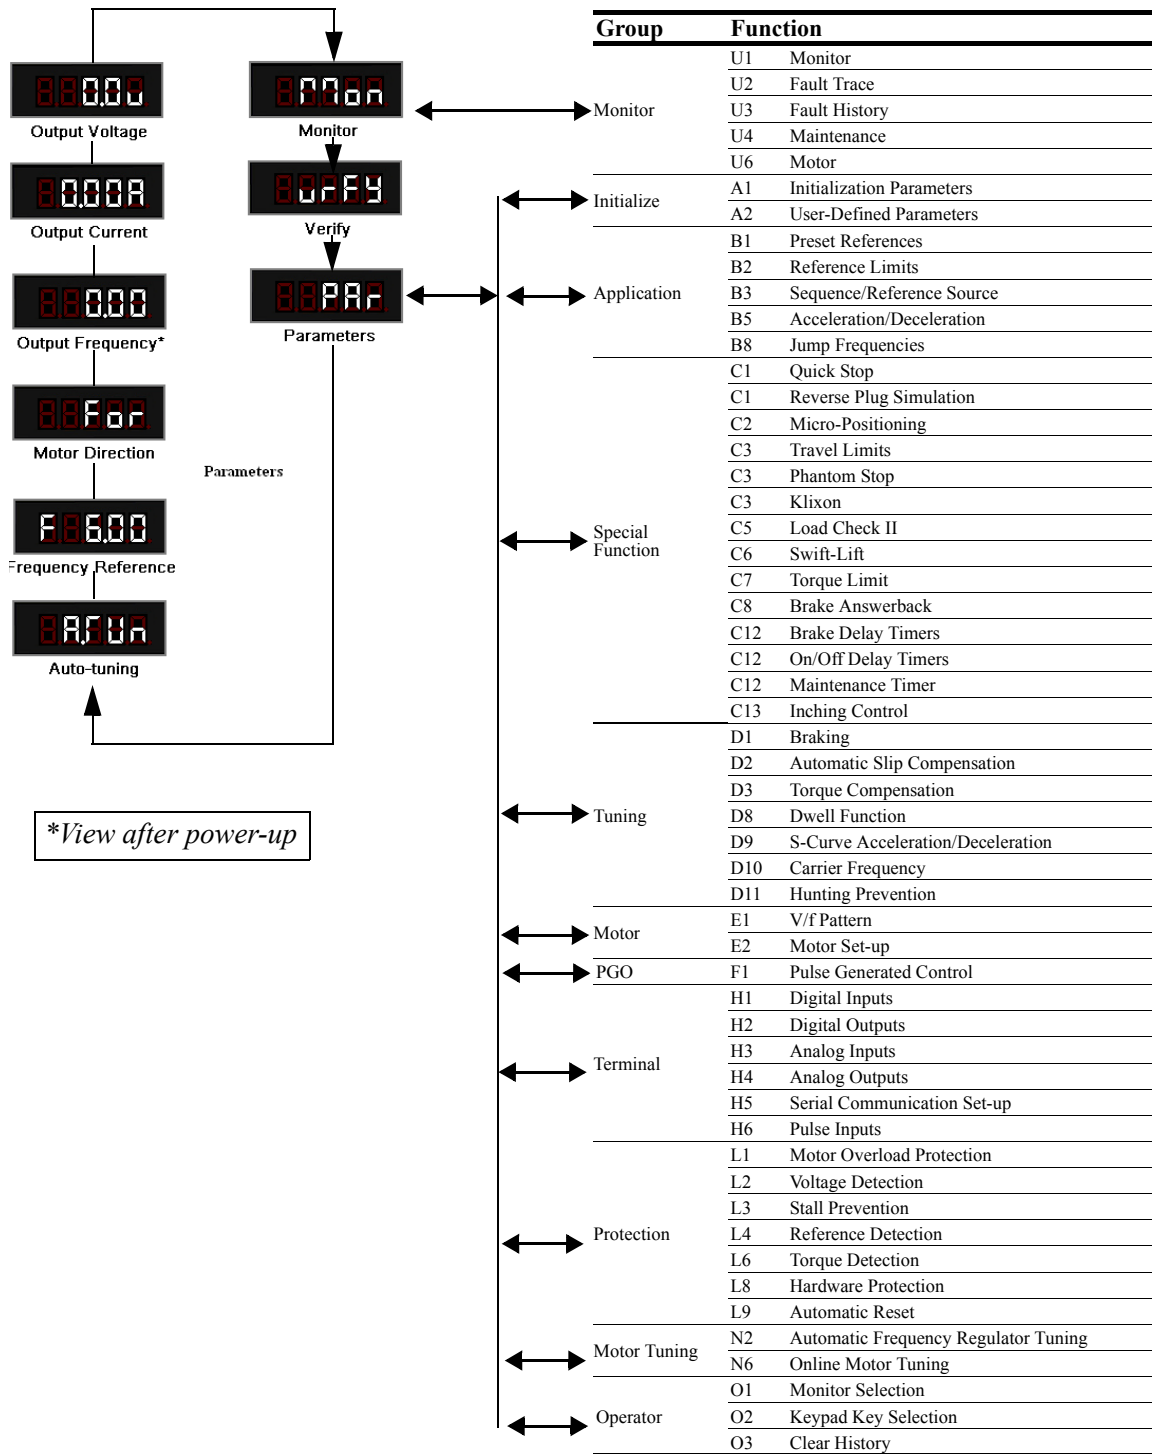 0.0u
Output Voltage
0.00A
Output Current
0.00
Output Frequency*
For
Motor Direction
F 6.00
Frequency Reference
A.tUn
Auto-tuning
Mon
Monitor
urFY
Verify
PAr
Parameters
Parameters
*View after power-up
Group Function
Monitor
U1 Monitor
U2 Fault Trace
U3 Fault History
U4 Maintenance
U6 Motor
Initialize
A1 Initialization Parameters
A2 User-Defined Parameters
Application
B1 Preset References
B2 Reference Limits
B3 Sequence/Reference Source
B5 Acceleration/Deceleration
B8 Jump Frequencies
Special
Function
C1 Quick Stop
C1 Reverse Plug Simulation
C2 Micro-Positioning
C3 Travel Limits
C3 Phantom Stop
C3 Klixon
C5 Load Check II
C6 Swift-Lift
C7 Torque Limit
C8 Brake Answerback
C12 Brake Delay Timers
C12 On/Off Delay Timers
C12 Maintenance Timer
C13 Inching Control
Tuning
D1 Braking
D2 Automatic Slip Compensation
D3 Torque Compensation
D8 Dwell Function
D9 S-Curve Acceleration/Deceleration
D10 Carrier Frequency
D11 Hunting Prevention
Motor
E1 V/f Pattern
E2 Motor Set-up
PGO
F1 Pulse Generated Control
Terminal
H1 Digital Inputs
H2 Digital Outputs
H3 Analog Inputs
H4 Analog Outputs
H5 Serial Communication Set-up
H6 Pulse Inputs
Protection
L1 Motor Overload Protection
L2 Voltage Detection
L3 Stall Prevention
L4 Reference Detection
L6 Torque Detection
L8 Hardware Protection
L9 Automatic Reset
Motor Tuning
N2 Automatic Frequency Regulator Tuning
N6 Online Motor Tuning
Operator
O1 Monitor Selection
O2 Keypad Key Selection
O3 Clear History